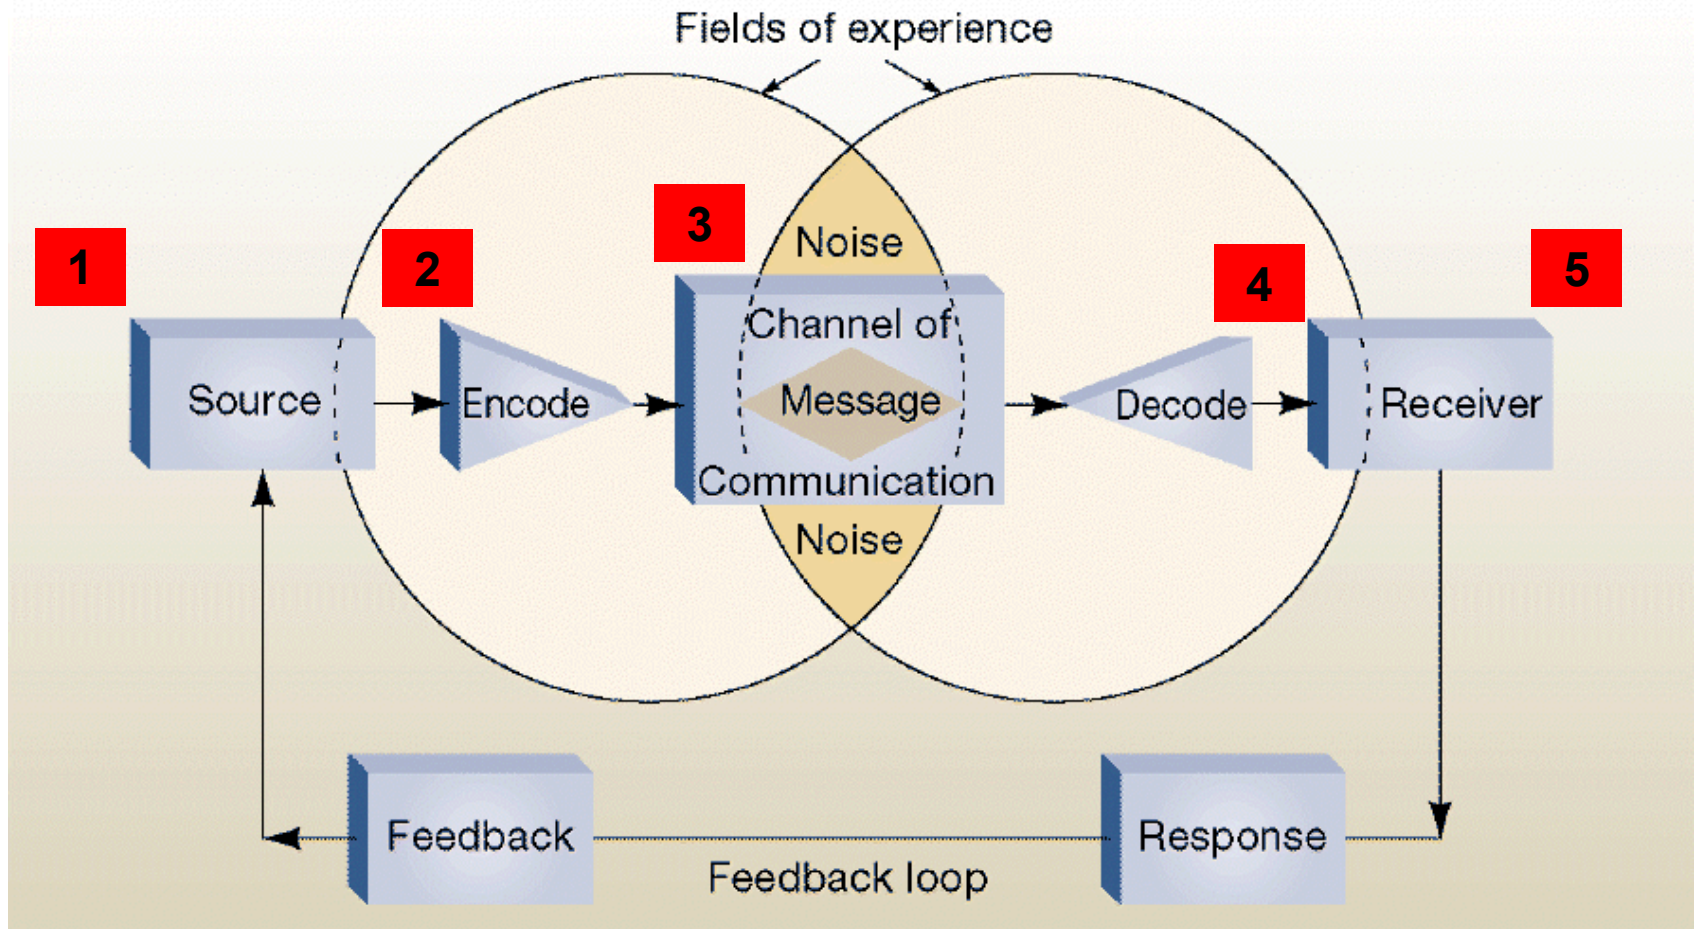 Fields of experience
1
2
3
4
5
Noise
Source
Encode
Channel of
Message
Communication
Decode
Receiver
Noise
Feedback
Feedback loop
Response